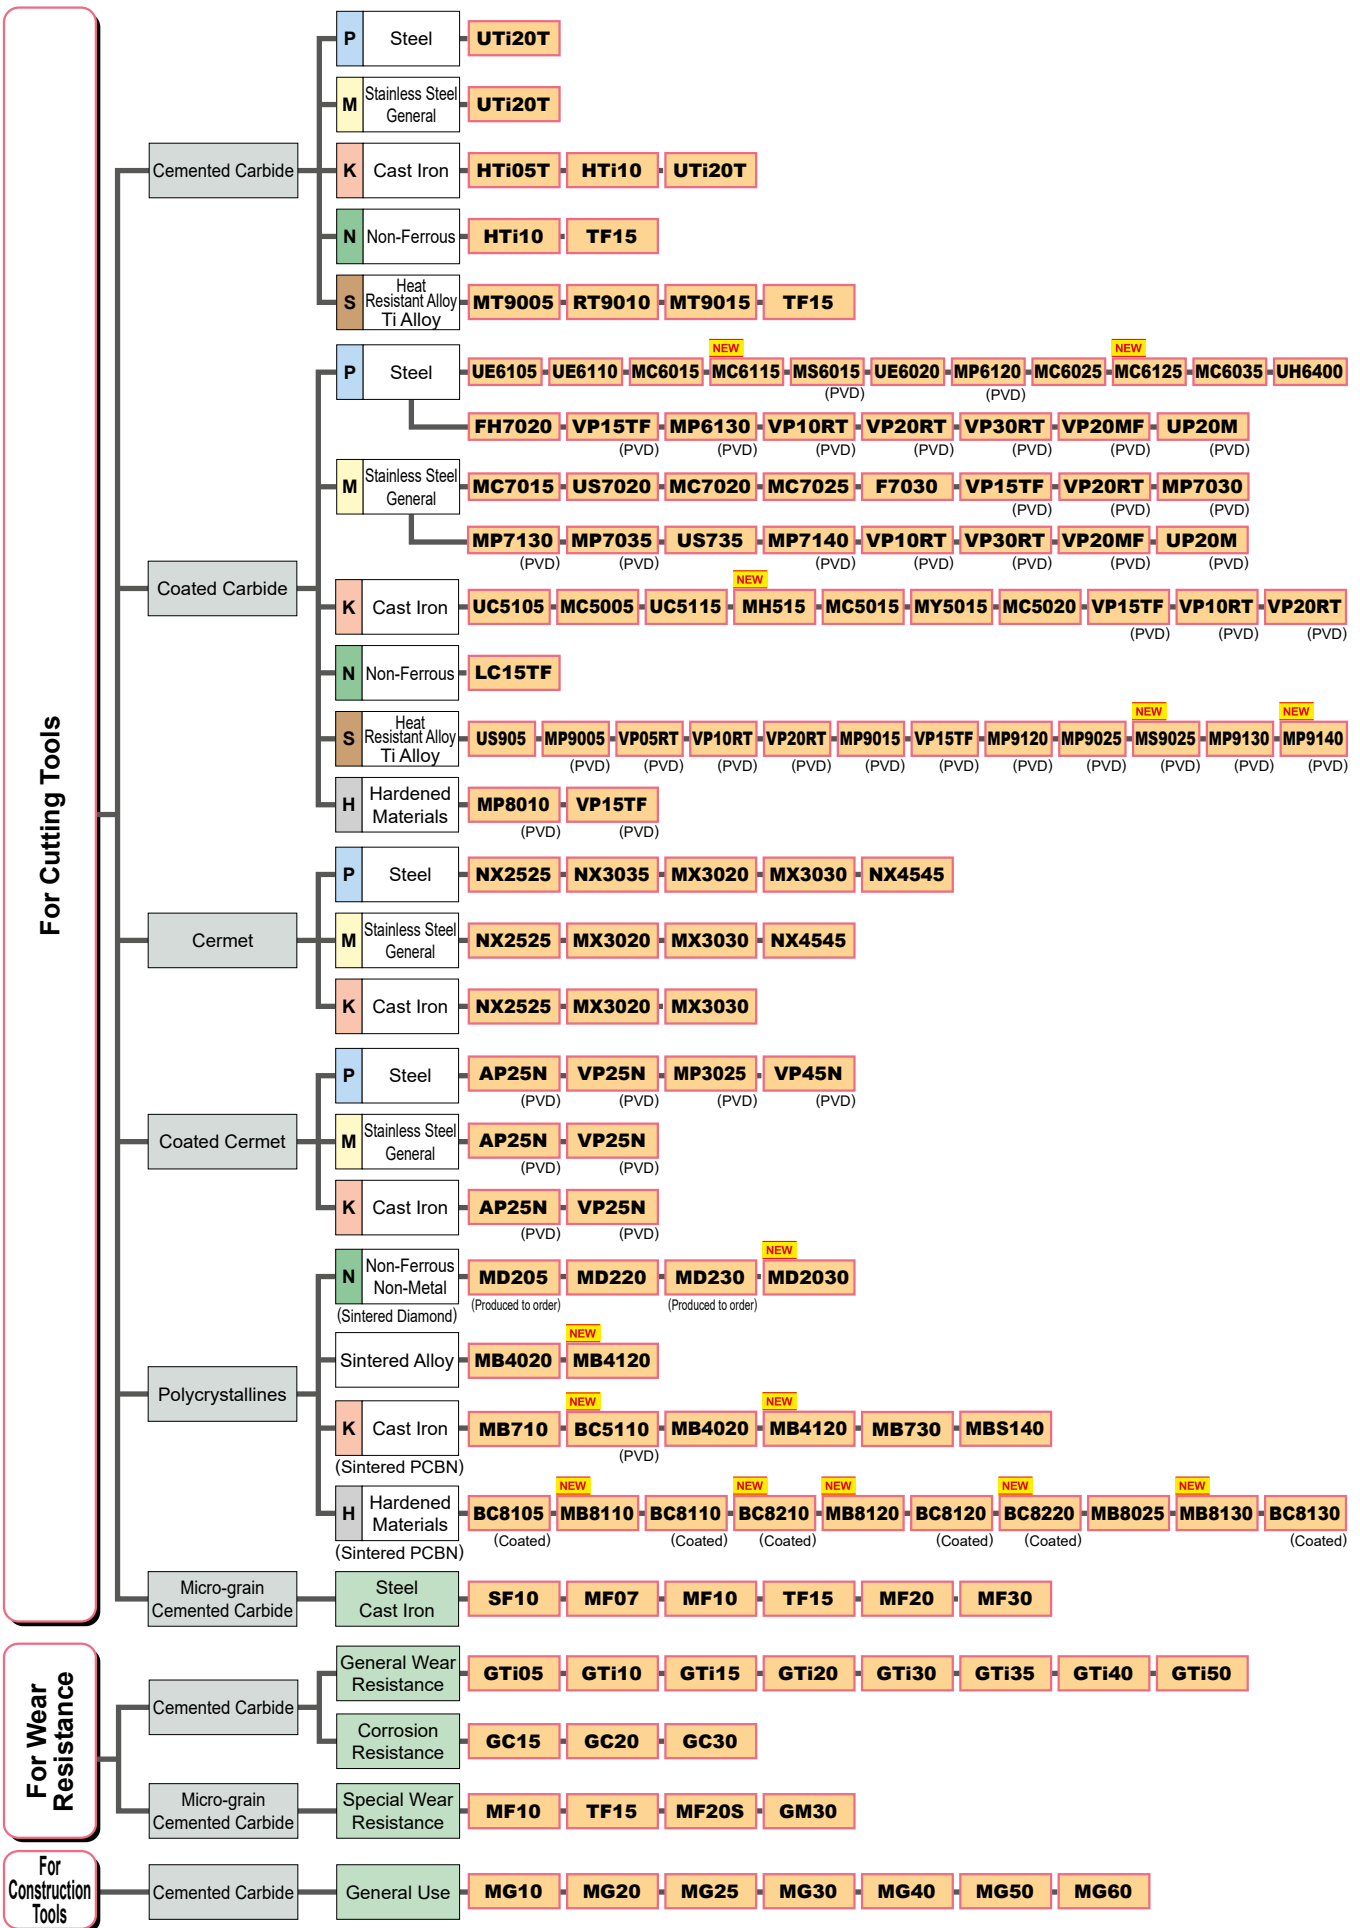 For Cutting Tools
Cemented Carbide
P Steel UTi20T
M Stainless Steel
General
UTi20T
K Cast Iron HTi05T HTi10 UTi20T
N Non-Ferrous HTi10 TF15
S Heat
Resistant Alloy
Ti Alloy
MT9005 RT9010 MT9015 TF15
Coated Carbide
NEW NEW
P Steel UE6105 UE6110 MC6015 MC6115 MS6015 UE6020 MP6120 MC6025 MC6125 MC6035 UH6400
(PVD) (PVD)
FH7020 VP15TF MP6130 VP10RT VP20RT VP30RT VP20MF UP20M
(PVD) (PVD) (PVD) (PVD) (PVD) (PVD) (PVD)
M Stainless Steel
General
MC7015 US7020 MC7020 MC7025 F7030 VP15TF VP20RT MP7030
(PVD) (PVD) (PVD)
MP7130 MP7035 US735 MP7140 VP10RT VP30RT VP20MF UP20M
(PVD) (PVD) (PVD) (PVD) (PVD) (PVD) (PVD)
NEW
K Cast Iron UC5105 MC5005 UC5115 MH515 MC5015 MY5015 MC5020 VP15TF VP10RT VP20RT
(PVD) (PVD) (PVD)
N Non-Ferrous LC15TF
NEW NEW
S Heat
Resistant Alloy
Ti Alloy
US905 MP9005 VP05RT VP10RT VP20RT MP9015 VP15TF MP9120 MP9025 MS9025 MP9130 MP9140
(PVD) (PVD) (PVD) (PVD) (PVD) (PVD) (PVD) (PVD) (PVD) (PVD) (PVD)
H Hardened
Materials
MP8010 VP15TF
(PVD) (PVD)
Cermet
P Steel NX2525 NX3035 MX3020 MX3030 NX4545
M Stainless Steel
General
NX2525 MX3020 MX3030 NX4545
K Cast Iron NX2525 MX3020 MX3030
Coated Cermet
P Steel AP25N VP25N MP3025 VP45N
(PVD) (PVD) (PVD) (PVD)
M Stainless Steel
General
AP25N VP25N
(PVD) (PVD)
K Cast Iron AP25N VP25N
(PVD) (PVD)
Polycrystallines
NEW
N Non-Ferrous
Non-Metal
MD205 MD220 MD230 MD2030
(Sintered Diamond) (Produced to order) (Produced to order)
NEW
Sintered Alloy MB4020 MB4120
NEW NEW
K Cast Iron MB710 BC5110 MB4020 MB4120 MB730 MBS140
(Sintered PCBN) (PVD)
NEW NEW NEW NEW NEW
H Hardened
Materials
BC8105 MB8110 BC8110 BC8210 MB8120 BC8120 BC8220 MB8025 MB8130 BC8130
(Sintered PCBN) (Coated) (Coated) (Coated) (Coated) (Coated) (Coated)
Micro-grain
Cemented Carbide
Steel
Cast Iron
SF10 MF07 MF10 TF15 MF20 MF30
For Wear
Resistance
Cemented Carbide
General Wear
Resistance
GTi05 GTi10 GTi15 GTi20 GTi30 GTi35 GTi40 GTi50
Corrosion
Resistance
GC15 GC20 GC30
Micro-grain
Cemented Carbide
Special Wear
Resistance
MF10 TF15 MF20S GM30
For
Construction
Tools
Cemented Carbide
General Use
MG10 MG20 MG25 MG30 MG40 MG50 MG60